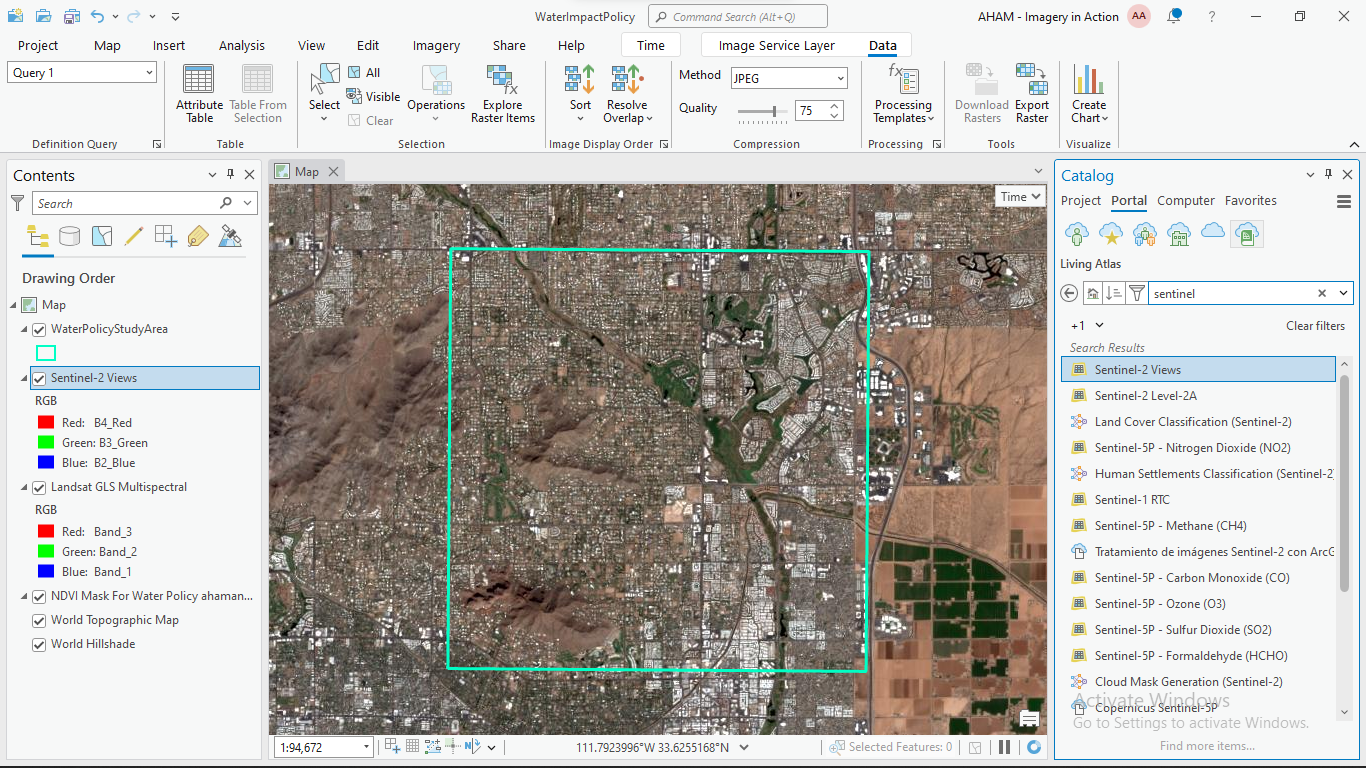 WaterImpactPolicy
Command Search (Alt+Q)
AHAM - Imagery in Action
AA
?
Project
Map
Insert
Analysis
View
Edit
Imagery
Share
Help
Time
Image Service Layer
Data
Query 1
Definition Query
Attribute Table
Table From Selection
Table
Select
All
Visible
Clear
Operations
Explore Raster Items
Selection
Sort
Resolve Overlap
Image Display Order
Method
JPEG
Quality
75
Compression
Processing Templates
Processing
Download Rasters
Export Raster
Tools
Create Chart
Visualize
Contents
Search
Drawing Order
Map
WaterPolicyStudyArea
Sentinel-2 Views
RGB
Red: B4_Red
Green: B3_Green
Blue: B2_Blue
Landsat GLS Multispectral
RGB
Red: Band_3
Green: Band_2
Blue: Band_1
NDVI Mask For Water Policy ahaman...
World Topographic Map
World Hillshade
Map
Time
1:94,672
111.7923996°W 33.6255168°N
Selected Features: 0
Catalog
Project
Portal
Computer
Favorites
Living Atlas
sentinel
+1
Clear filters
Search Results
Sentinel-2 Views
Sentinel-2 Level-2A
Land Cover Classification (Sentinel-2)
Sentinel-5P - Nitrogen Dioxide (NO2)
Human Settlements Classification (Sentinel-2
Sentinel-1 RTC
Sentinel-5P - Methane (CH4)
Tratamiento de imágenes Sentinel-2 con ArcG
Sentinel-5P - Carbon Monoxide (CO)
Sentinel-5P - Ozone (O3)
Sentinel-5P - Sulfur Dioxide (SO2)
Sentinel-5P - Formaldehyde (HCHO)
Cloud Mask Generation (Sentinel-2)
Copernicus Sentinel-5P
Activate Windows
Go to Settings to activate Windows.
Find more items...